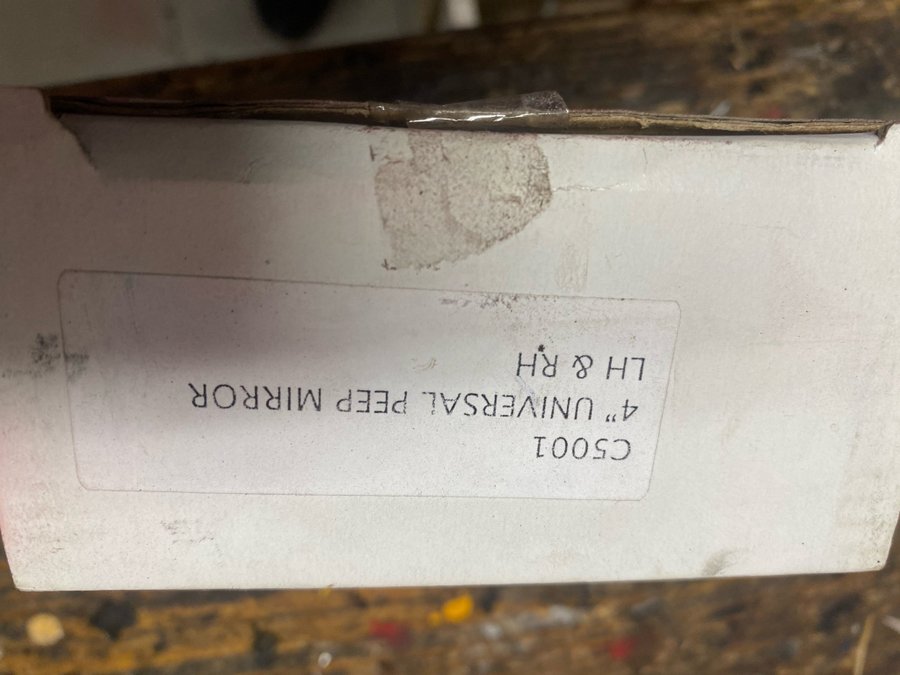 C5001
4" UNIVERSAL PEEP MIRROR
LH & RH